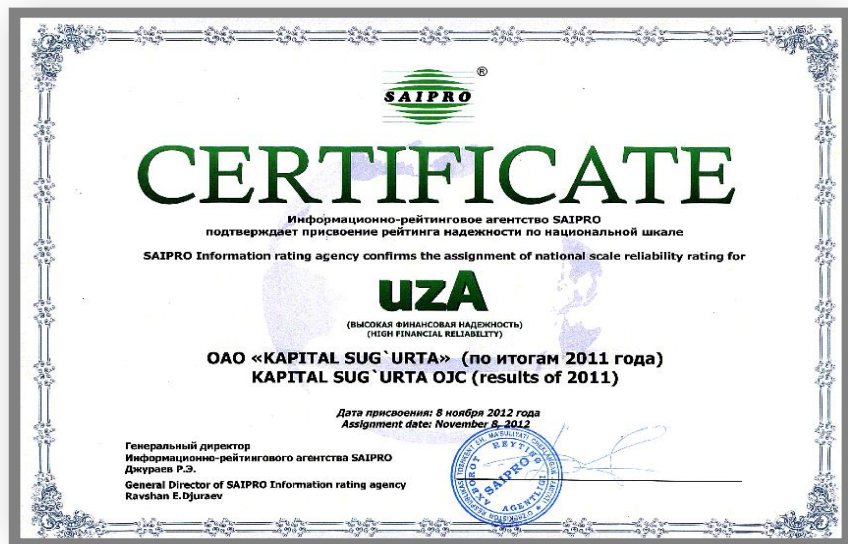 SAIPRO ®
CERTIFICATE
Информационно-рейтинговое агентство SAIPRO
подтверждает присвоение рейтинга надежности по национальной шкале
SAIPRO Information rating agency confirms the assignment of national scale reliability rating for
uzA
(ВЫСОКАЯ ФИНАНСОВАЯ НАДЕЖНОСТЬ)
(HIGH FINANCIAL RELIABILITY)
ОАО «KAPITAL SUG`URTA» (по итогам 2011 года)
KAPITAL SUG`URTA OJC (results of 2011)
Дата присвоения: 8 ноября 2012 года
Assignment date: November 8, 2012
Генеральный директор
Информационно-рейтингового агентства SAIPRO
Джураев Р.Э.
General Director of SAIPRO Information rating agency
Ravshan E.Djuraev
AXBOROT REYTING AGENTLIGI
SAIPRO